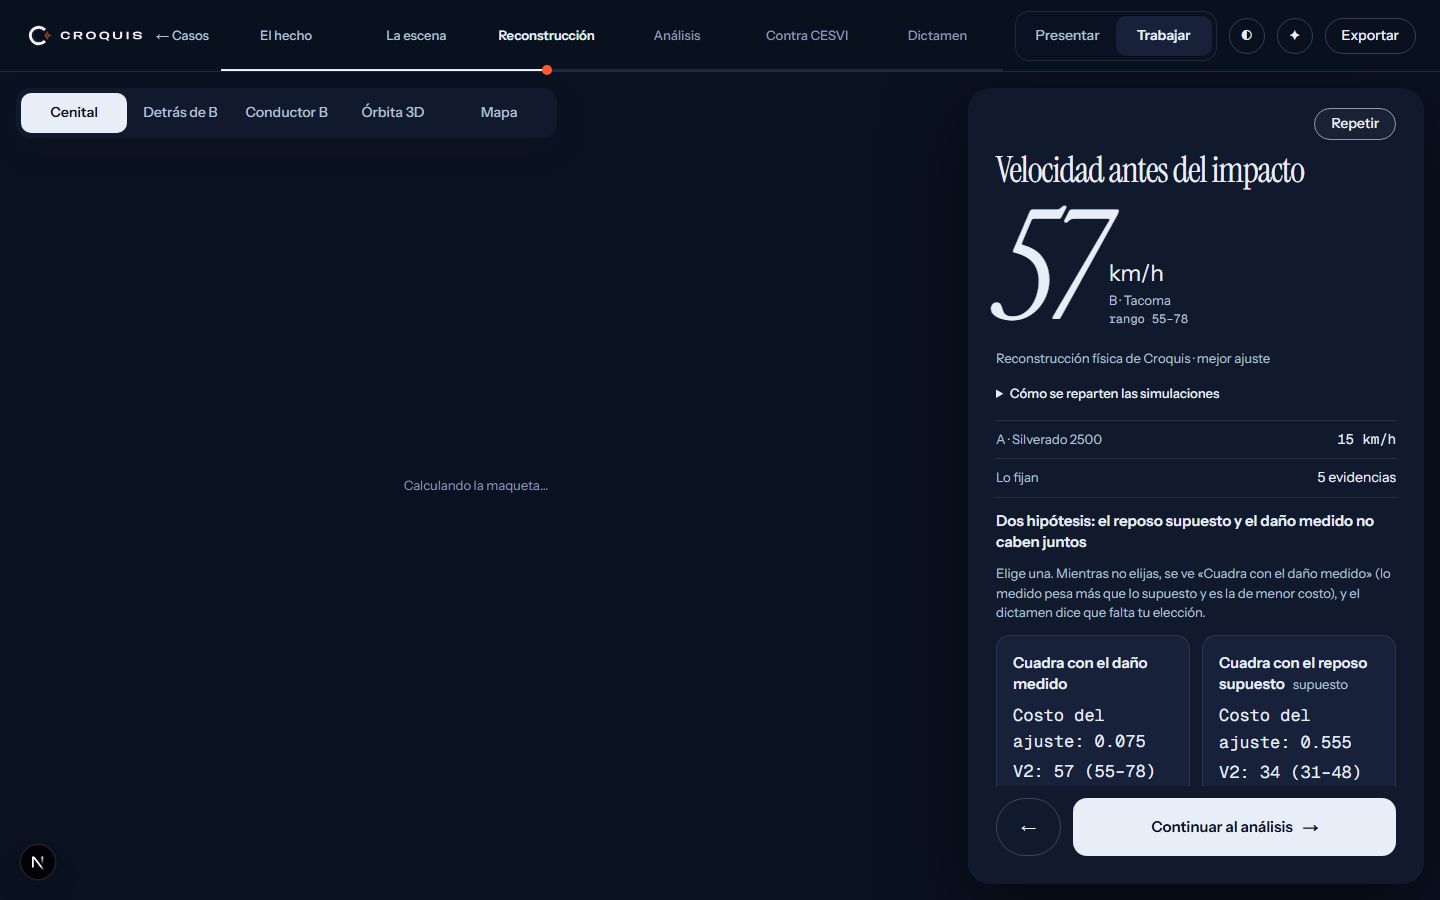 CROQUIS
← Casos
El hecho
La escena
Reconstrucción
Análisis
Contra CESVI
Dictamen
Presentar
Trabajar
Exportar
Cenital
Detrás de B
Conductor B
Órbita 3D
Mapa
Calculando la maqueta...
Repetir
Velocidad antes del impacto
57 km/h
B · Tacoma
rango 55–78
Reconstrucción física de Croquis · mejor ajuste
▶ Cómo se reparten las simulaciones
A · Silverado 2500 15 km/h
Lo fijan 5 evidencias
Dos hipótesis: el reposo supuesto y el daño medido no
caben juntos
Elige una. Mientras no elijas, se ve «Cuadra con el daño medido» (lo
medido pesa más que lo supuesto y es la de menor costo), y el
dictamen dice que falta tu elección.
Cuadra con el daño
medido
Costo del
ajuste: 0.075
V2: 57 (55–78)
Cuadra con el reposo
supuesto supuesto
Costo del
ajuste: 0.555
V2: 34 (31–48)
←
Continuar al análisis →
N